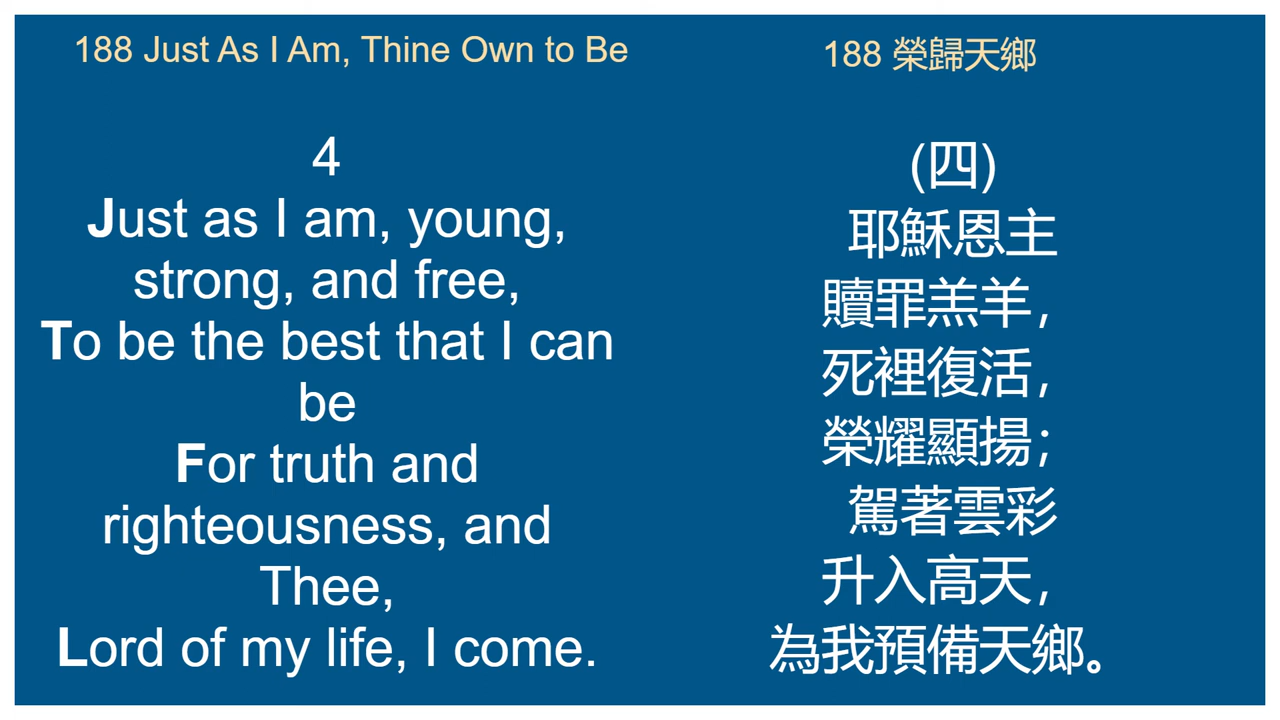 188 Just As I Am, Thine Own to Be
4
Just as I am, young,
strong, and free,
To be the best that I can
be
For truth and
righteousness, and
Thee,
Lord of my life, I come.
188 榮歸天鄉
(四)
耶穌恩主
贖罪羔羊，
死裡復活，
榮耀顯揚；
駕著雲彩
升入高天，
為我預備天鄉。